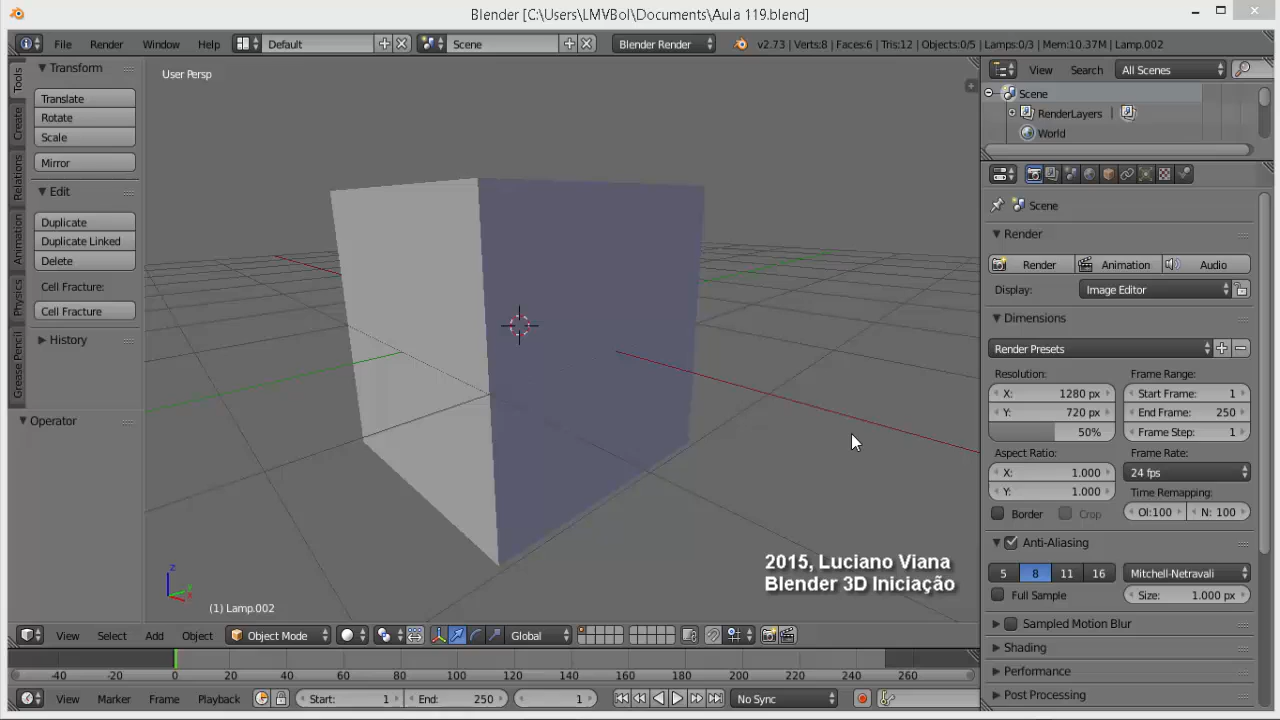 Blender [C:\Users\LMVBol\Documents\Aula 119.blend]
File Render Window Help Default Scene Blender Render v2.73 | Verts:8 | Faces:6 | Tris:12 | Objects:0/5 | Lamps:0/3 | Mem:10.37M | Lamp.002
Tools
Create
Relations
Animation
Physics
Grease Pencil
Transform
Translate
Rotate
Scale
Mirror
Edit
Duplicate
Duplicate Linked
Delete
Cell Fracture:
Cell Fracture
History
Operator
User Persp
2015, Luciano Viana
Blender 3D Iniciação
z
y
x
(1) Lamp.002
View Select Add Object Object Mode Global
-40 -20 0 20 40 60 80 100 120 140 160 180 200 220 240 260
View Marker Frame Playback Start: 1 End: 250 1 No Sync
View Search All Scenes
Scene
RenderLayers |
World
Scene
Render
Render Animation Audio
Display: Image Editor
Dimensions
Render Presets
Resolution: Frame Range:
X: 1280 px Start Frame: 1
Y: 720 px End Frame: 250
50% Frame Step: 1
Aspect Ratio: Frame Rate:
X: 1.000 24 fps
Y: 1.000 Time Remapping:
Border Crop Ol:100 N: 100
Anti-Aliasing
5 8 11 16 Mitchell-Netravali
Full Sample Size: 1.000 px
Sampled Motion Blur
Shading
Performance
Post Processing